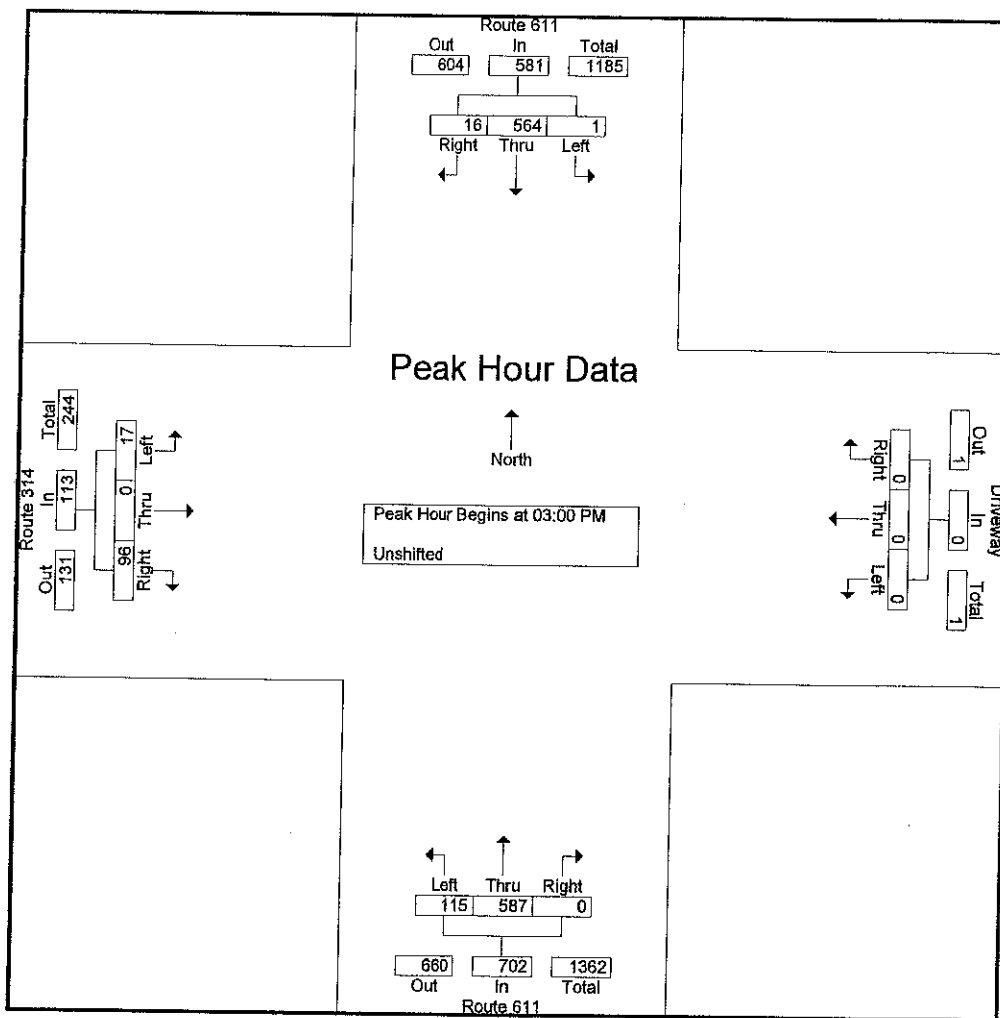 Route 611
Out In Total
604 581 1185
16 564 1
Right Thru Left
Peak Hour Data
North
Peak Hour Begins at 03:00 PM
Unshifted
Route 314
Total In Out
244 113 131
17 0 96
Left Thru Right
Driveway
Out In Total
1 0 1
0 0 0
Right Thru Left
Left Thru Right
115 587 0
660 702 1362
Out In Total
Route 611